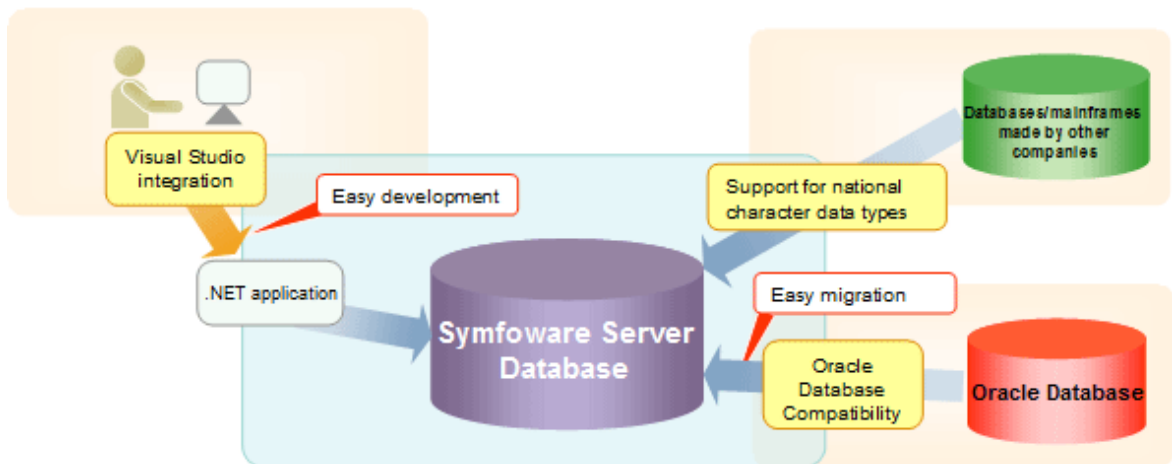 Visual Studio
integration
Easy development
.NET application
Symfoware Server
Database
Databases/mainframes
made by other
companies
Support for national
character data types
Easy migration
Oracle
Database
Compatibility
Oracle Database